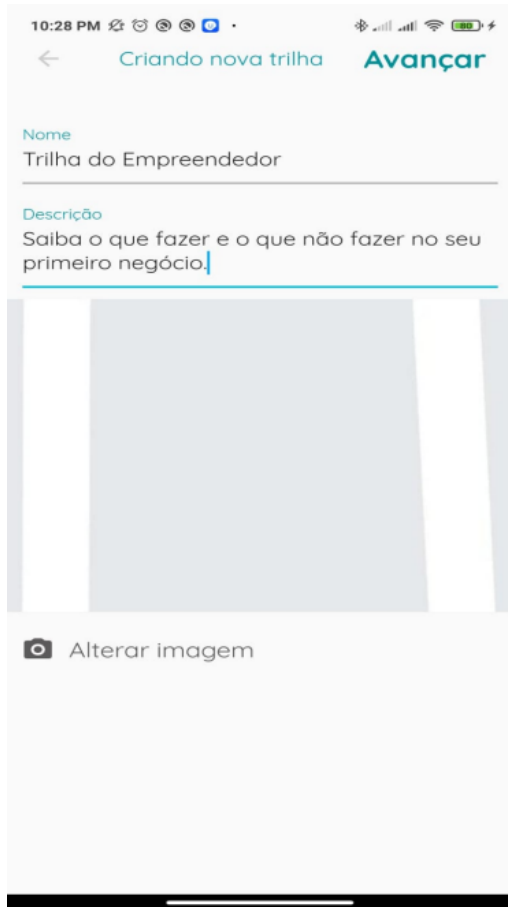 10:28 PM
80
Criando nova trilha
Avançar
Nome
Trilha do Empreendedor
Descrição
Saiba o que fazer e o que não fazer no seu
primeiro negócio.
Alterar imagem